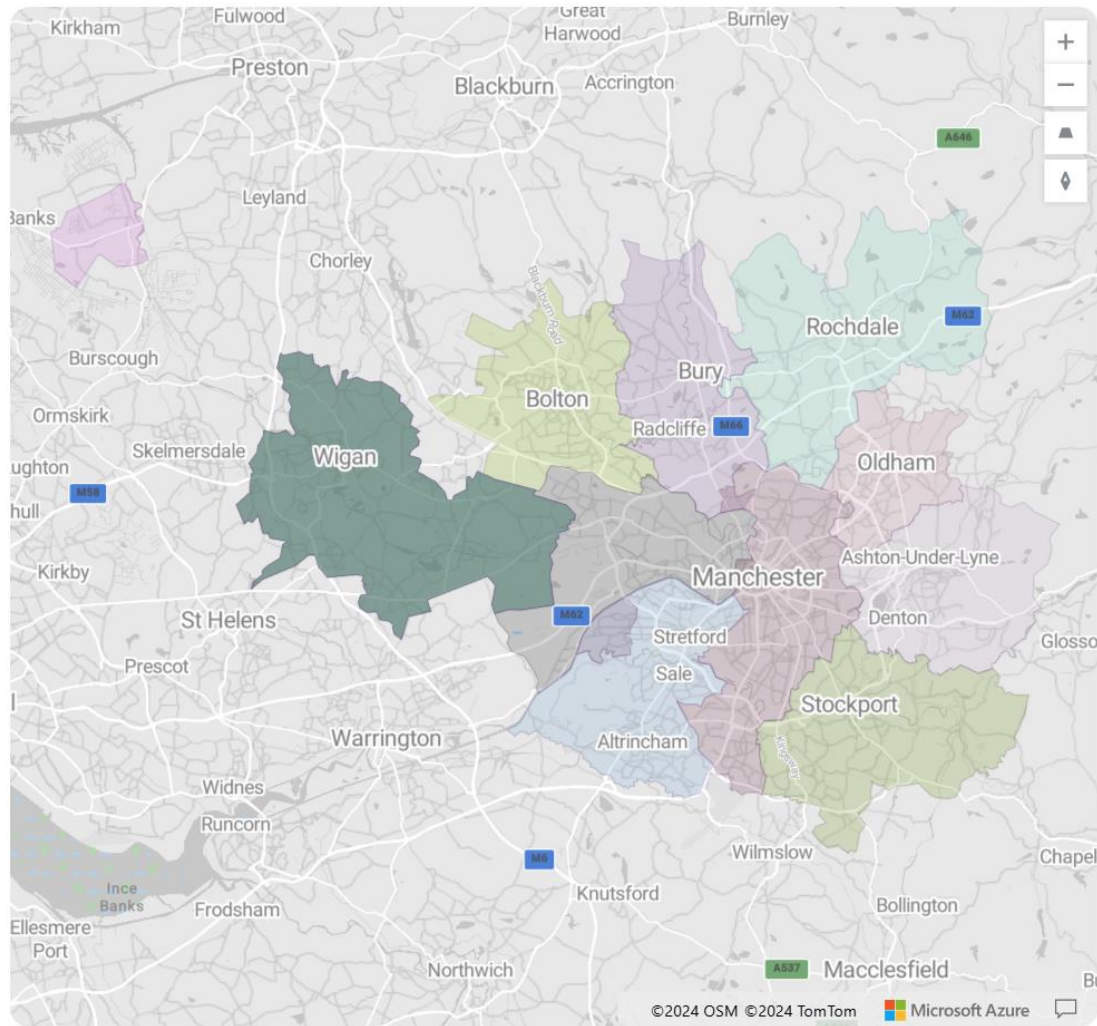 Kirkham
Fulwood
Great
Harwood
Burnley
Preston
Blackburn
Accrington
A646
Leyland
Banks
Chorley
Blackburn Road
M62
Rochdale
Burscough
Bury
Bolton
Ormskirk
Radcliffe
M66
Skelmersdale
Wigan
Oldham
ughton
M58
hull
Ashton-Under-Lyne
Kirkby
Manchester
St Helens
M62
Denton
Stretford
Glosso
Prescot
Sale
l
Stockport
Warrington
Altrincham
Kingsway
Widnes
Runcorn
Wilmslow
M6
Chapel
Ince
Banks
Knutsford
Frodsham
Bollington
Ellesmere
Port
Northwich
A537
Macclesfield
Bu
©2024 OSM ©2024 TomTom Microsoft Azure